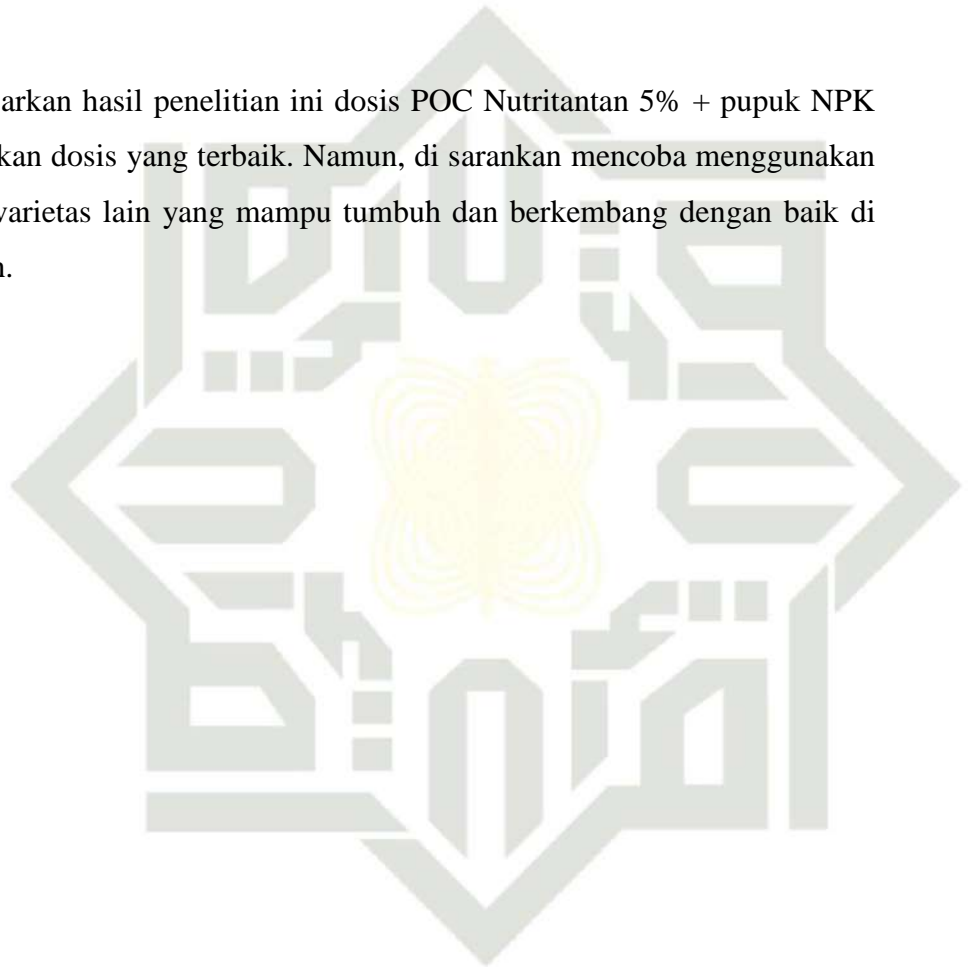 arkan hasil penelitian ini dosis POC Nutritantan 5% + pupuk NPK
kan dosis yang terbaik. Namun, di sarankan mencoba menggunakan
varietas lain yang mampu tumbuh dan berkembang dengan baik di
n.